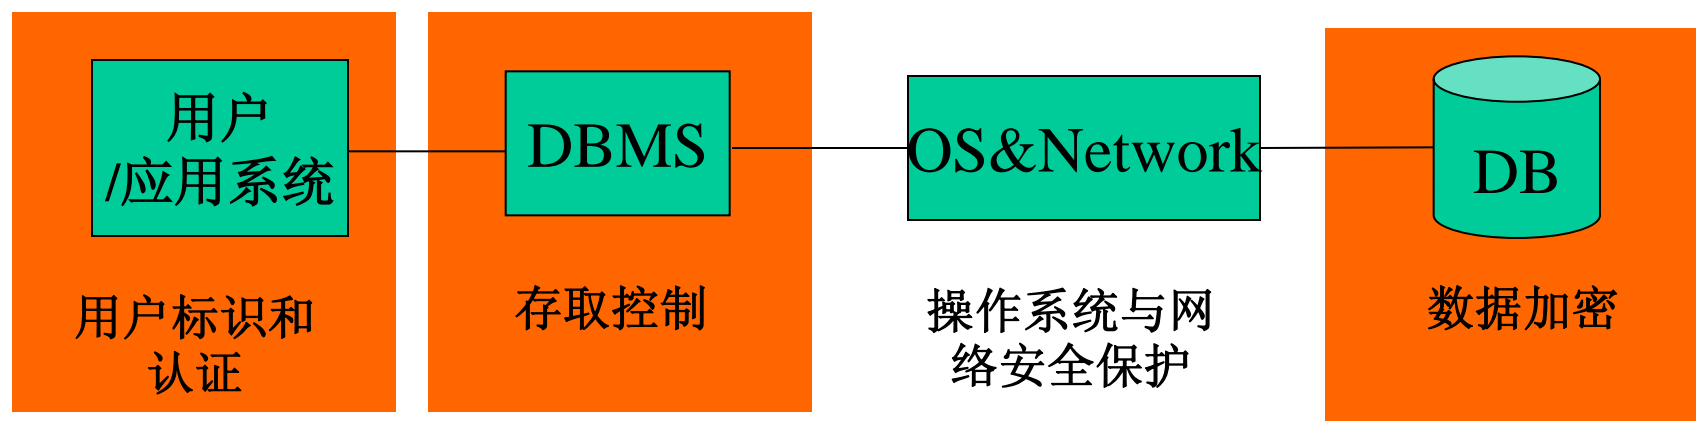 用户
/应用系统
DBMS
OS&Network
DB
用户标识和
认证
存取控制
操作系统与网
络安全保护
数据加密